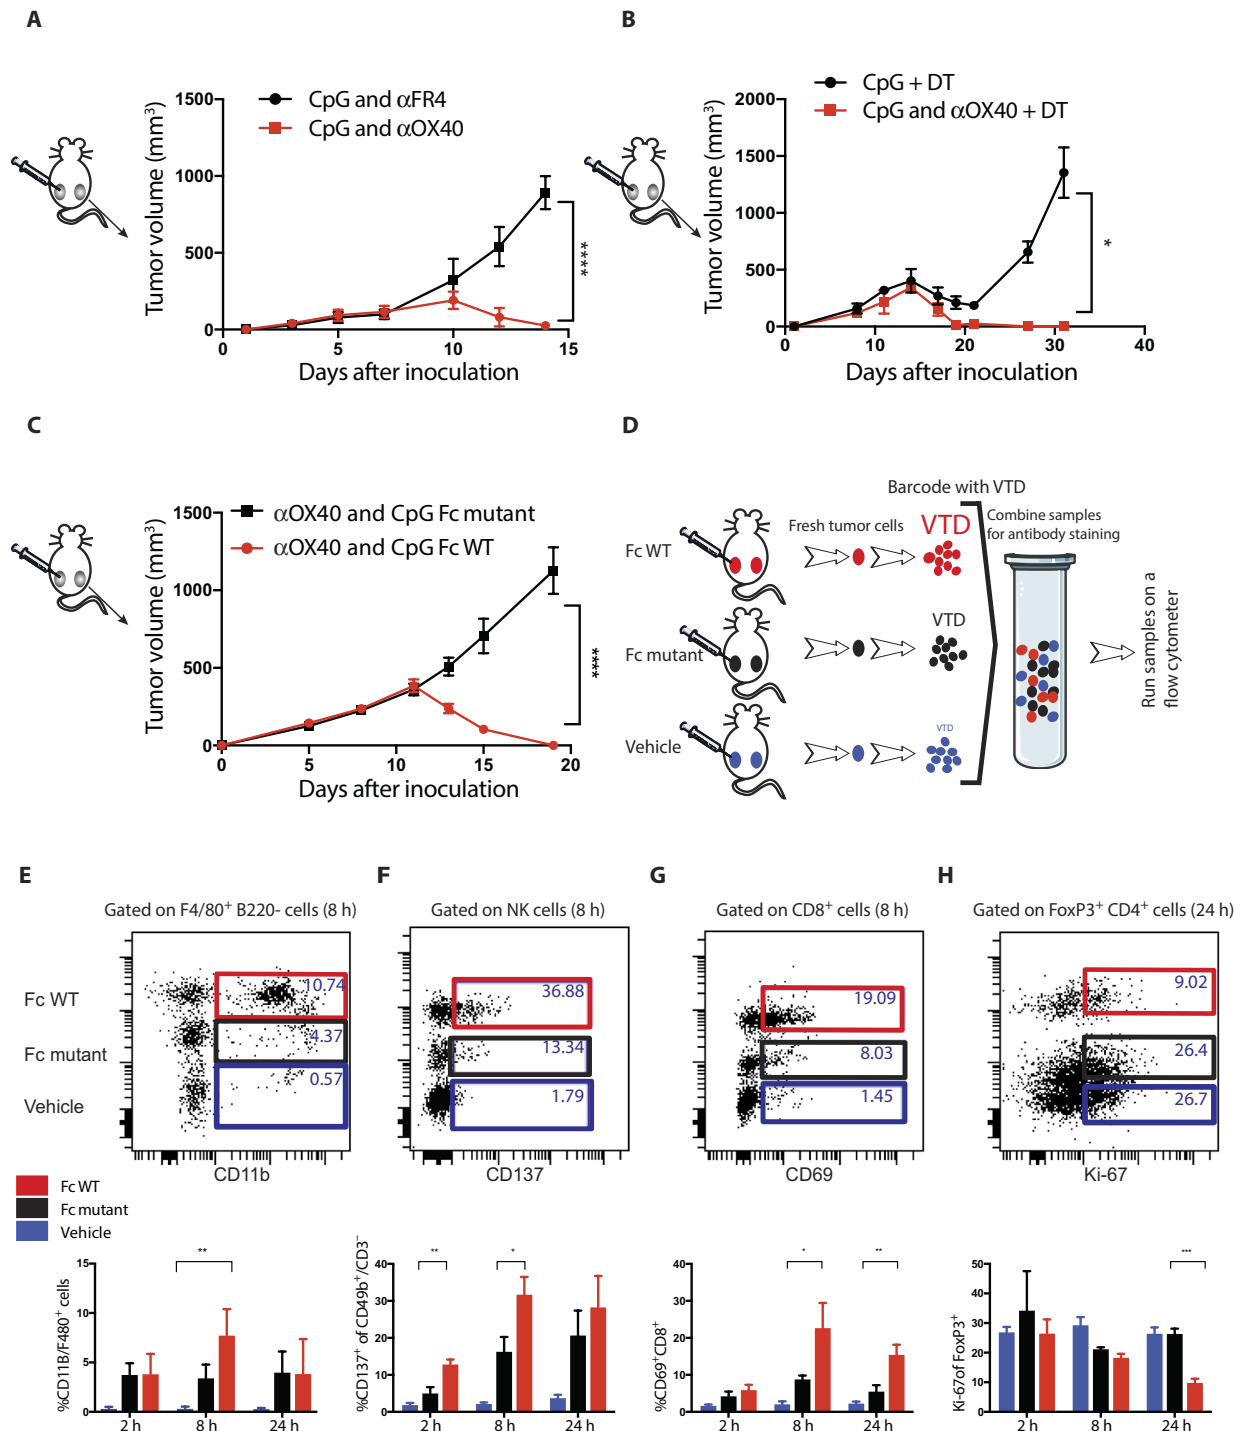 A
CpG and αFR4
CpG and αOX40
Tumor volume (mm³)
1500
1000
500
0
0 5 10 15
Days after inoculation
B
CpG + DT
CpG and αOX40 + DT
Tumor volume (mm³)
2000
1500
1000
500
0
0 10 20 30 40
Days after inoculation
*
****
C
αOX40 and CpG Fc mutant
αOX40 and CpG Fc WT
Tumor volume (mm³)
1500
1000
500
0
0 5 10 15 20
Days after inoculation
****
D
Barcode with VTD
Fresh tumor cells
VTD
Combine samples
for antibody staining
Fc WT
VTD
Fc mutant
VTD
Vehicle
Run samples on a
flow cytometer
E
Gated on F4/80⁺ B220- cells (8 h)
Fc WT
10.74
Fc mutant
4.37
Vehicle
0.57
CD11b
F
Gated on NK cells (8 h)
36.88
13.34
1.79
CD137
G
Gated on CD8⁺ cells (8 h)
19.09
8.03
1.45
CD69
H
Gated on FoxP3⁺ CD4⁺ cells (24 h)
9.02
26.4
26.7
Ki-67
Fc WT
Fc mutant
Vehicle
%CD11B/F480⁺ cells
15
10
5
0
**
2 h 8 h 24 h
%CD137⁺ of CD49b⁺/CD3⁻
40
30
20
10
0
** *
2 h 8 h 24 h
%CD69⁺CD8⁺
40
30
20
10
0
* **
2 h 8 h 24 h
Ki-67of FoxP3⁺
50
40
30
20
10
0
***
2 h 8 h 24 h